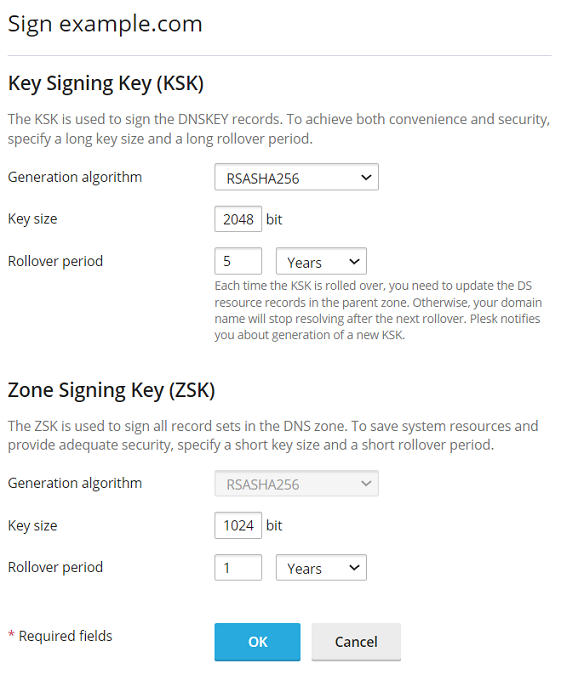 Sign example.com
Key Signing Key (KSK)
The KSK is used to sign the DNSKEY records. To achieve both convenience and security,
specify a long key size and a long rollover period.
Generation algorithm RSASHA256
Key size 2048 bit
Rollover period 5 Years
Each time the KSK is rolled over, you need to update the DS
resource records in the parent zone. Otherwise, your domain
name will stop resolving after the next rollover. Plesk notifies
you about generation of a new KSK.
Zone Signing Key (ZSK)
The ZSK is used to sign all record sets in the DNS zone. To save system resources and
provide adequate security, specify a short key size and a short rollover period.
Generation algorithm RSASHA256
Key size 1024 bit
Rollover period 1 Years
* Required fields OK Cancel